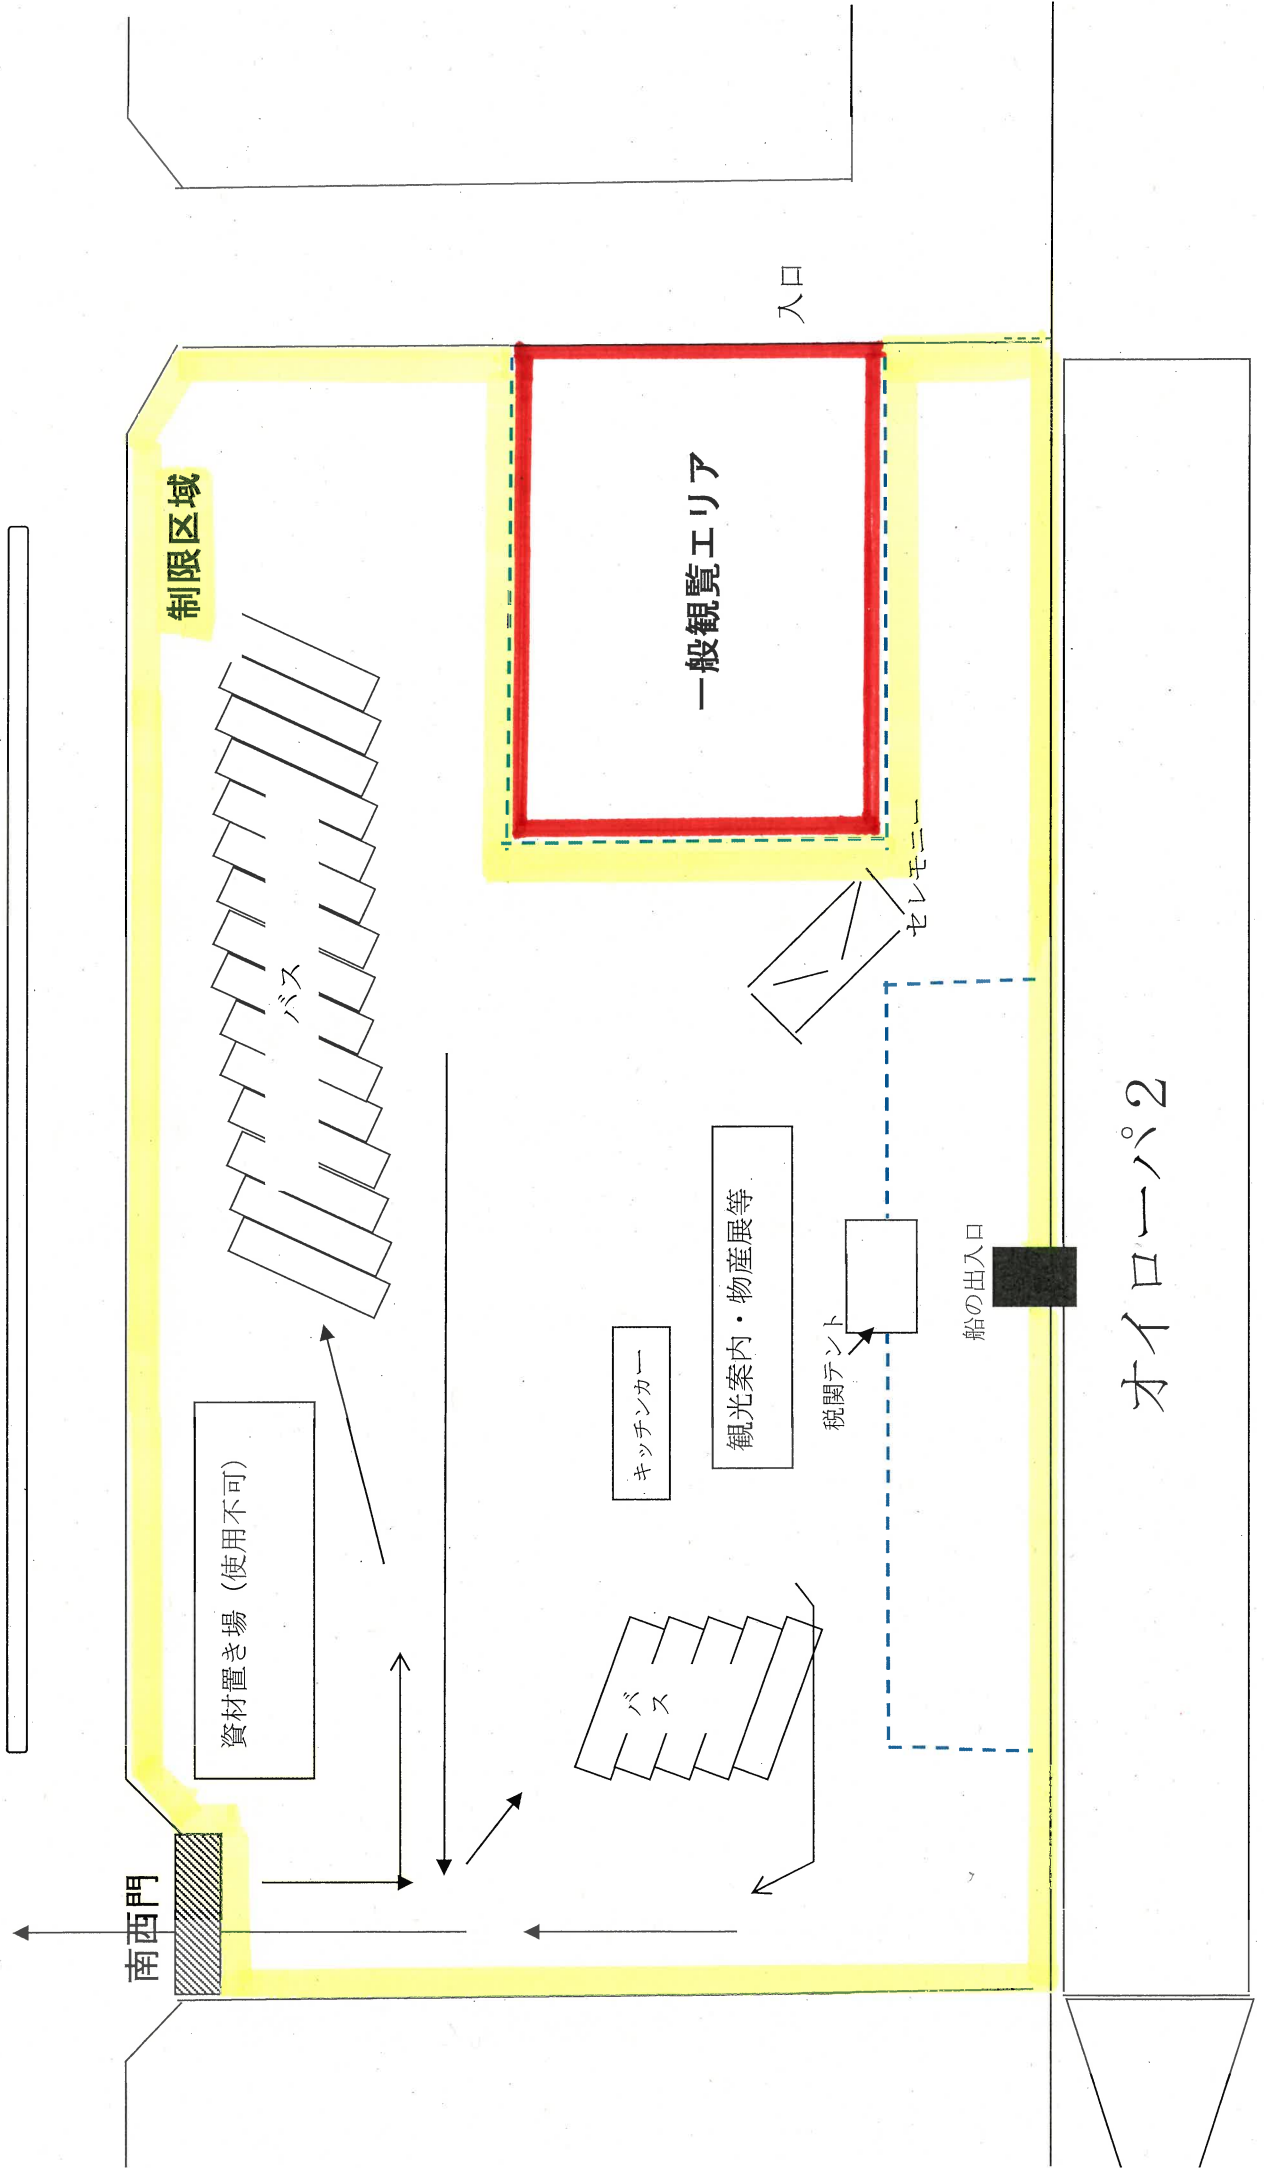 南西門
制限区域
資材置き場（使用不可）
バス
キッチンカー
バス
一般観覧エリア
観光案内・物産展等
入口
税関テント
セレモニー
船の出入口
オイローパ２